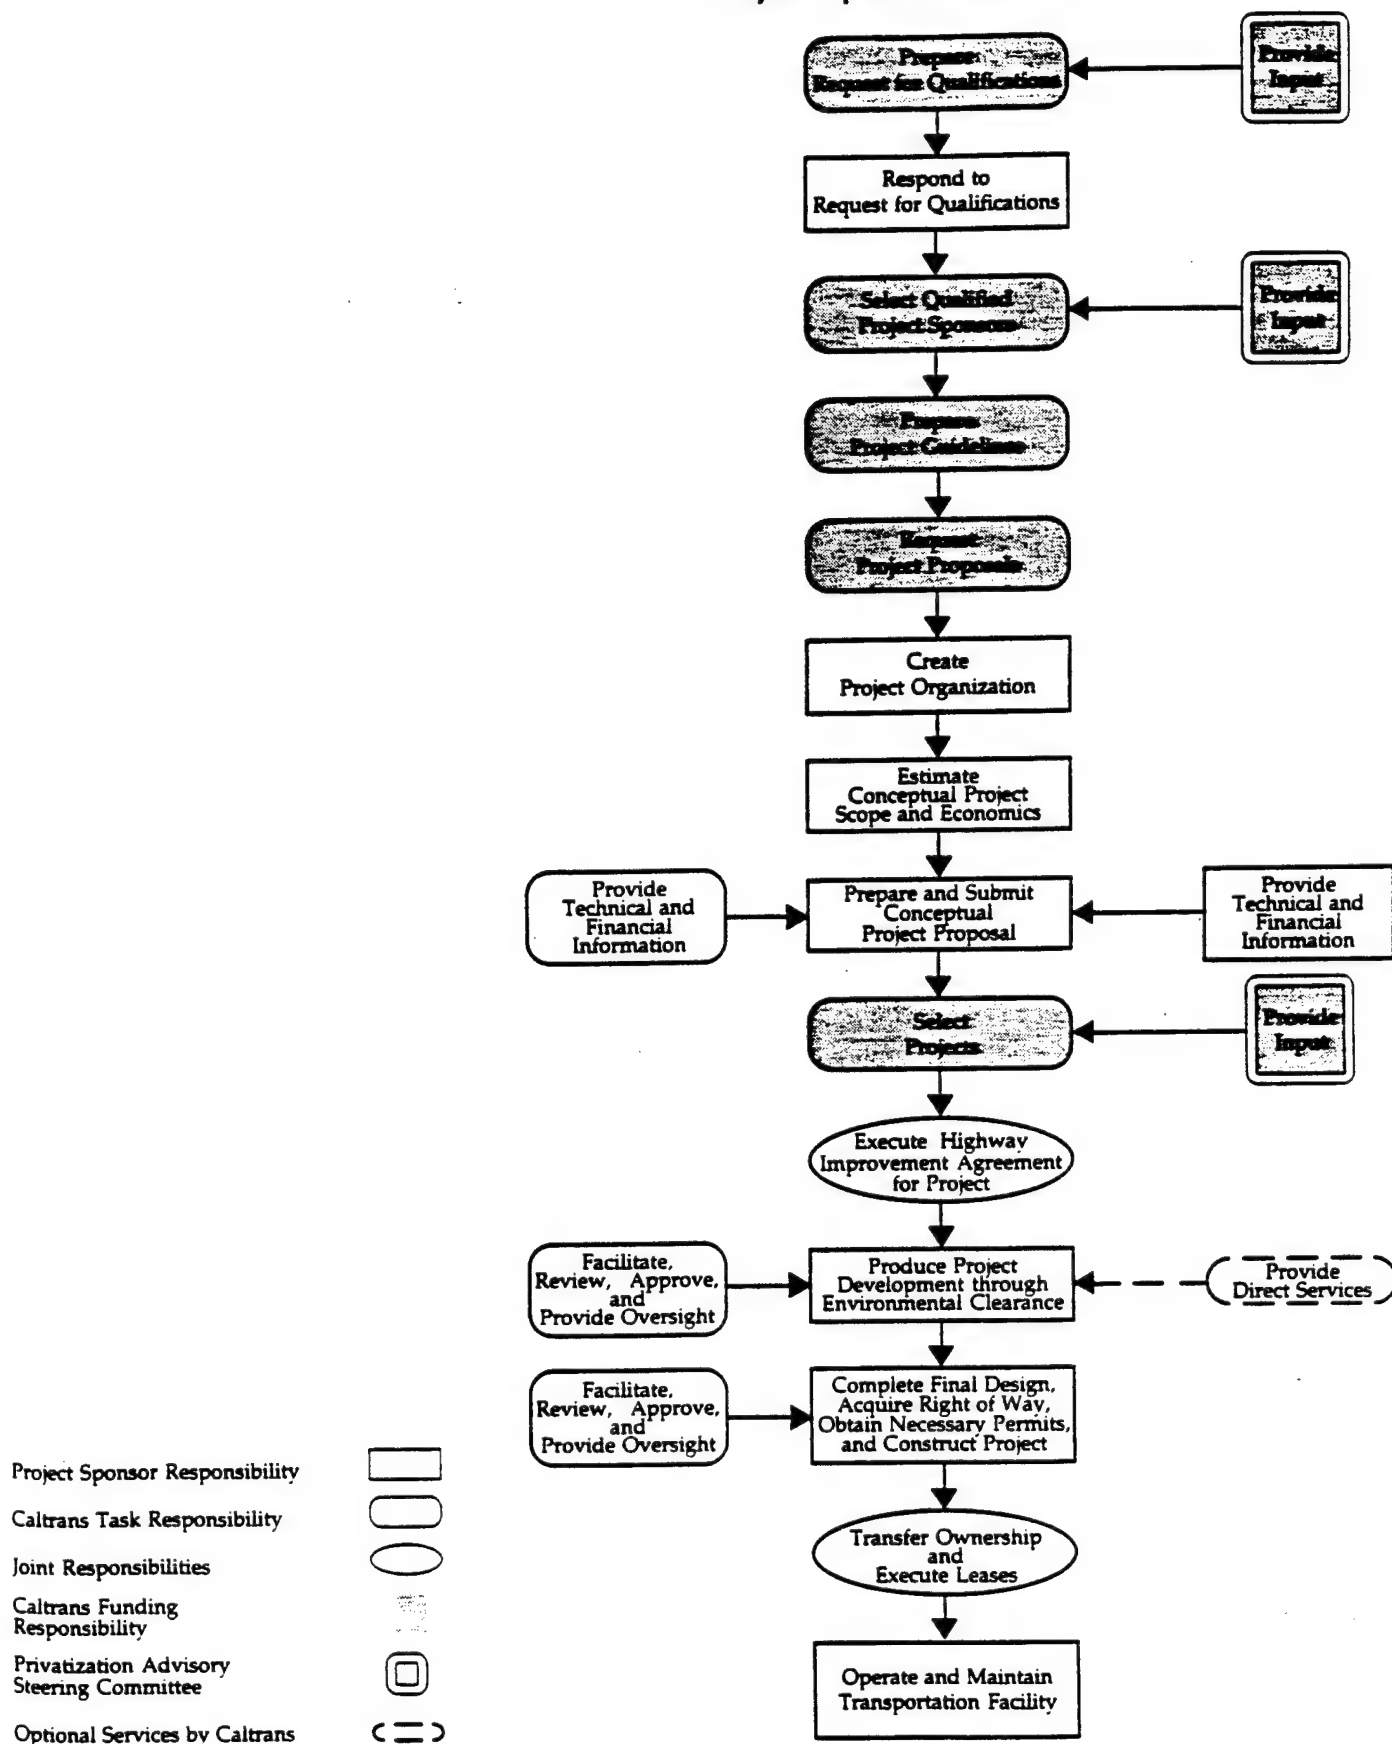 Prepare
Request for Qualifications
Provide
Input
Respond to
Request for Qualifications
Select Qualified
Project Sponsors
Provide
Input
Prepare
Project Guidelines
Request
Project Proposals
Create
Project Organization
Estimate
Conceptual Project
Scope and Economics
Provide
Technical and
Financial
Information
Prepare and Submit
Conceptual
Project Proposal
Provide
Technical and
Financial
Information
Select
Projects
Provide
Input
Execute Highway
Improvement Agreement
for Project
Facilitate,
Review, Approve,
and
Provide Oversight
Produce Project
Development through
Environmental Clearance
Provide
Direct Services
Facilitate,
Review, Approve,
and
Provide Oversight
Complete Final Design,
Acquire Right of Way,
Obtain Necessary Permits,
and Construct Project
Transfer Ownership
and
Execute Leases
Operate and Maintain
Transportation Facility
Project Sponsor Responsibility
Caltrans Task Responsibility
Joint Responsibilities
Caltrans Funding
Responsibility
Privatization Advisory
Steering Committee
Optional Services by Caltrans